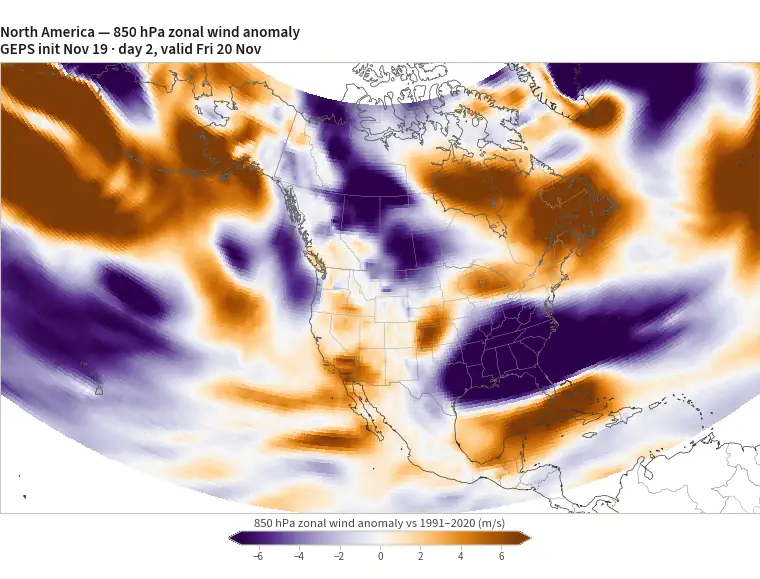 North America — 850 hPa zonal wind anomaly
GEPS init Nov 19 · day 2, valid Fri 20 Nov
850 hPa zonal wind anomaly vs 1991–2020 (m/s)
−6 −4 −2 0 2 4 6